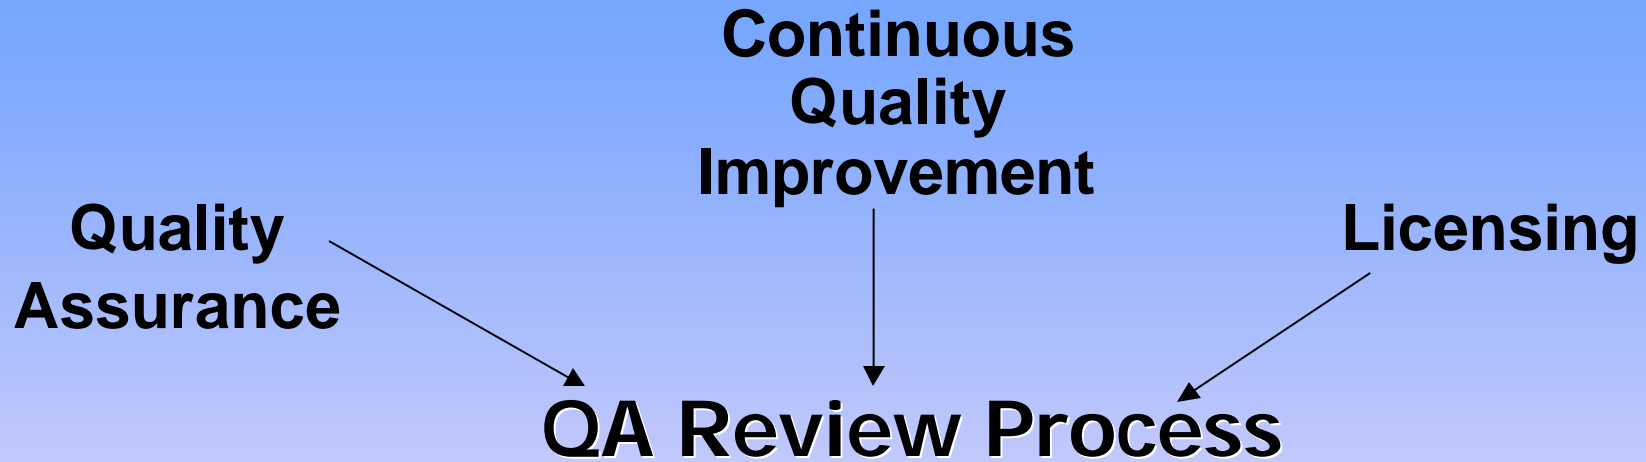 Continuous
Quality
Improvement
Quality
Assurance
Licensing
QA Review Process